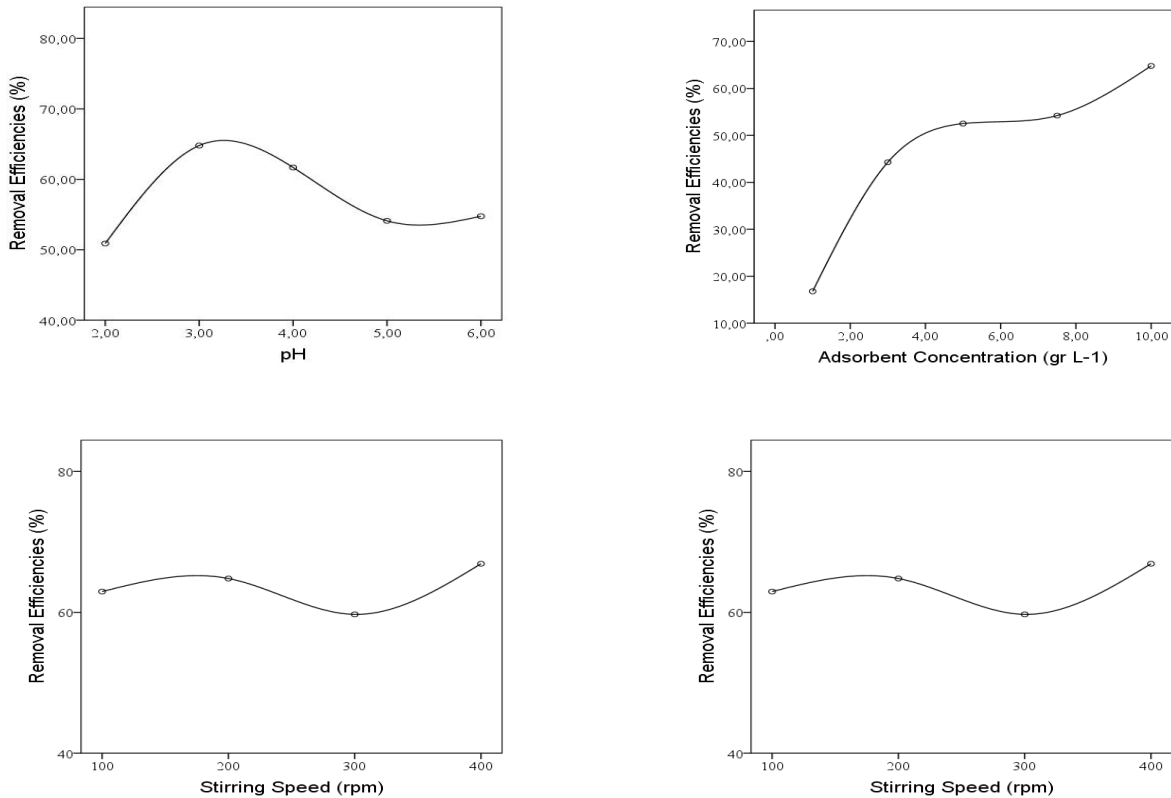 Removal Efficiencies (%)
80,00
70,00
60,00
50,00
40,00
2,00 3,00 4,00 5,00 6,00
pH
Removal Efficiencies (%)
70,00
60,00
50,00
40,00
30,00
20,00
10,00
,00 2,00 4,00 6,00 8,00 10,00
Adsorbent Concentration (gr L-1)
Removal Efficiencies (%)
80
60
40
100 200 300 400
Stirring Speed (rpm)
Removal Efficiencies (%)
80
60
40
100 200 300 400
Stirring Speed (rpm)